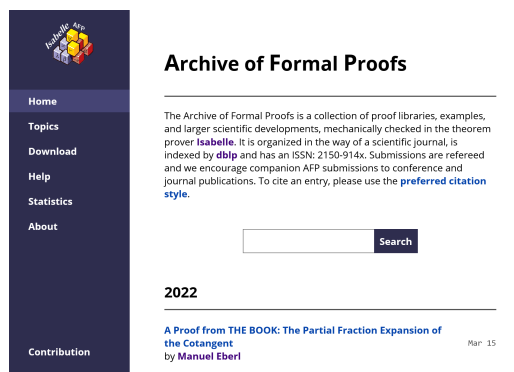 Isabelle AFP
Home
Topics
Download
Help
Statistics
About
Contribution
Archive of Formal Proofs
The Archive of Formal Proofs is a collection of proof libraries, examples,
and larger scientific developments, mechanically checked in the theorem
prover Isabelle. It is organized in the way of a scientific journal, is
indexed by dblp and has an ISSN: 2150-914x. Submissions are refereed
and we encourage companion AFP submissions to conference and
journal publications. To cite an entry, please use the preferred citation
style.
Search
2022
A Proof from THE BOOK: The Partial Fraction Expansion of
the Cotangent
Mar 15
by Manuel Eberl